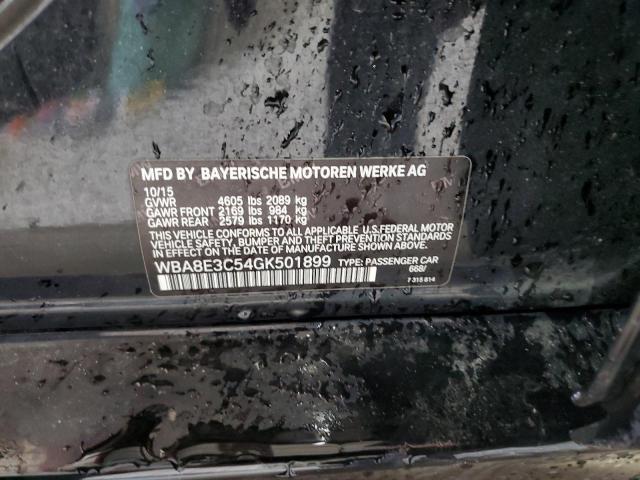 MFD BY BAYERISCHE MOTOREN WERKE AG
10/15
GVWR 4605 lbs 2089 kg
GAWR FRONT 2169 lbs 984 kg
GAWR REAR 2579 lbs 1170 kg
THIS VEHICLE CONFORMS TO ALL APPLICABLE U.S.FEDERAL MOTOR
VEHICLE SAFETY, BUMPER, AND THEFT PREVENTION STANDARDS
IN EFFECT ON THE DATE OF MANUFACTURE SHOWN ABOVE.
WBA8E3C54GK501899 TYPE: PASSENGER CAR
668/
7 315 814